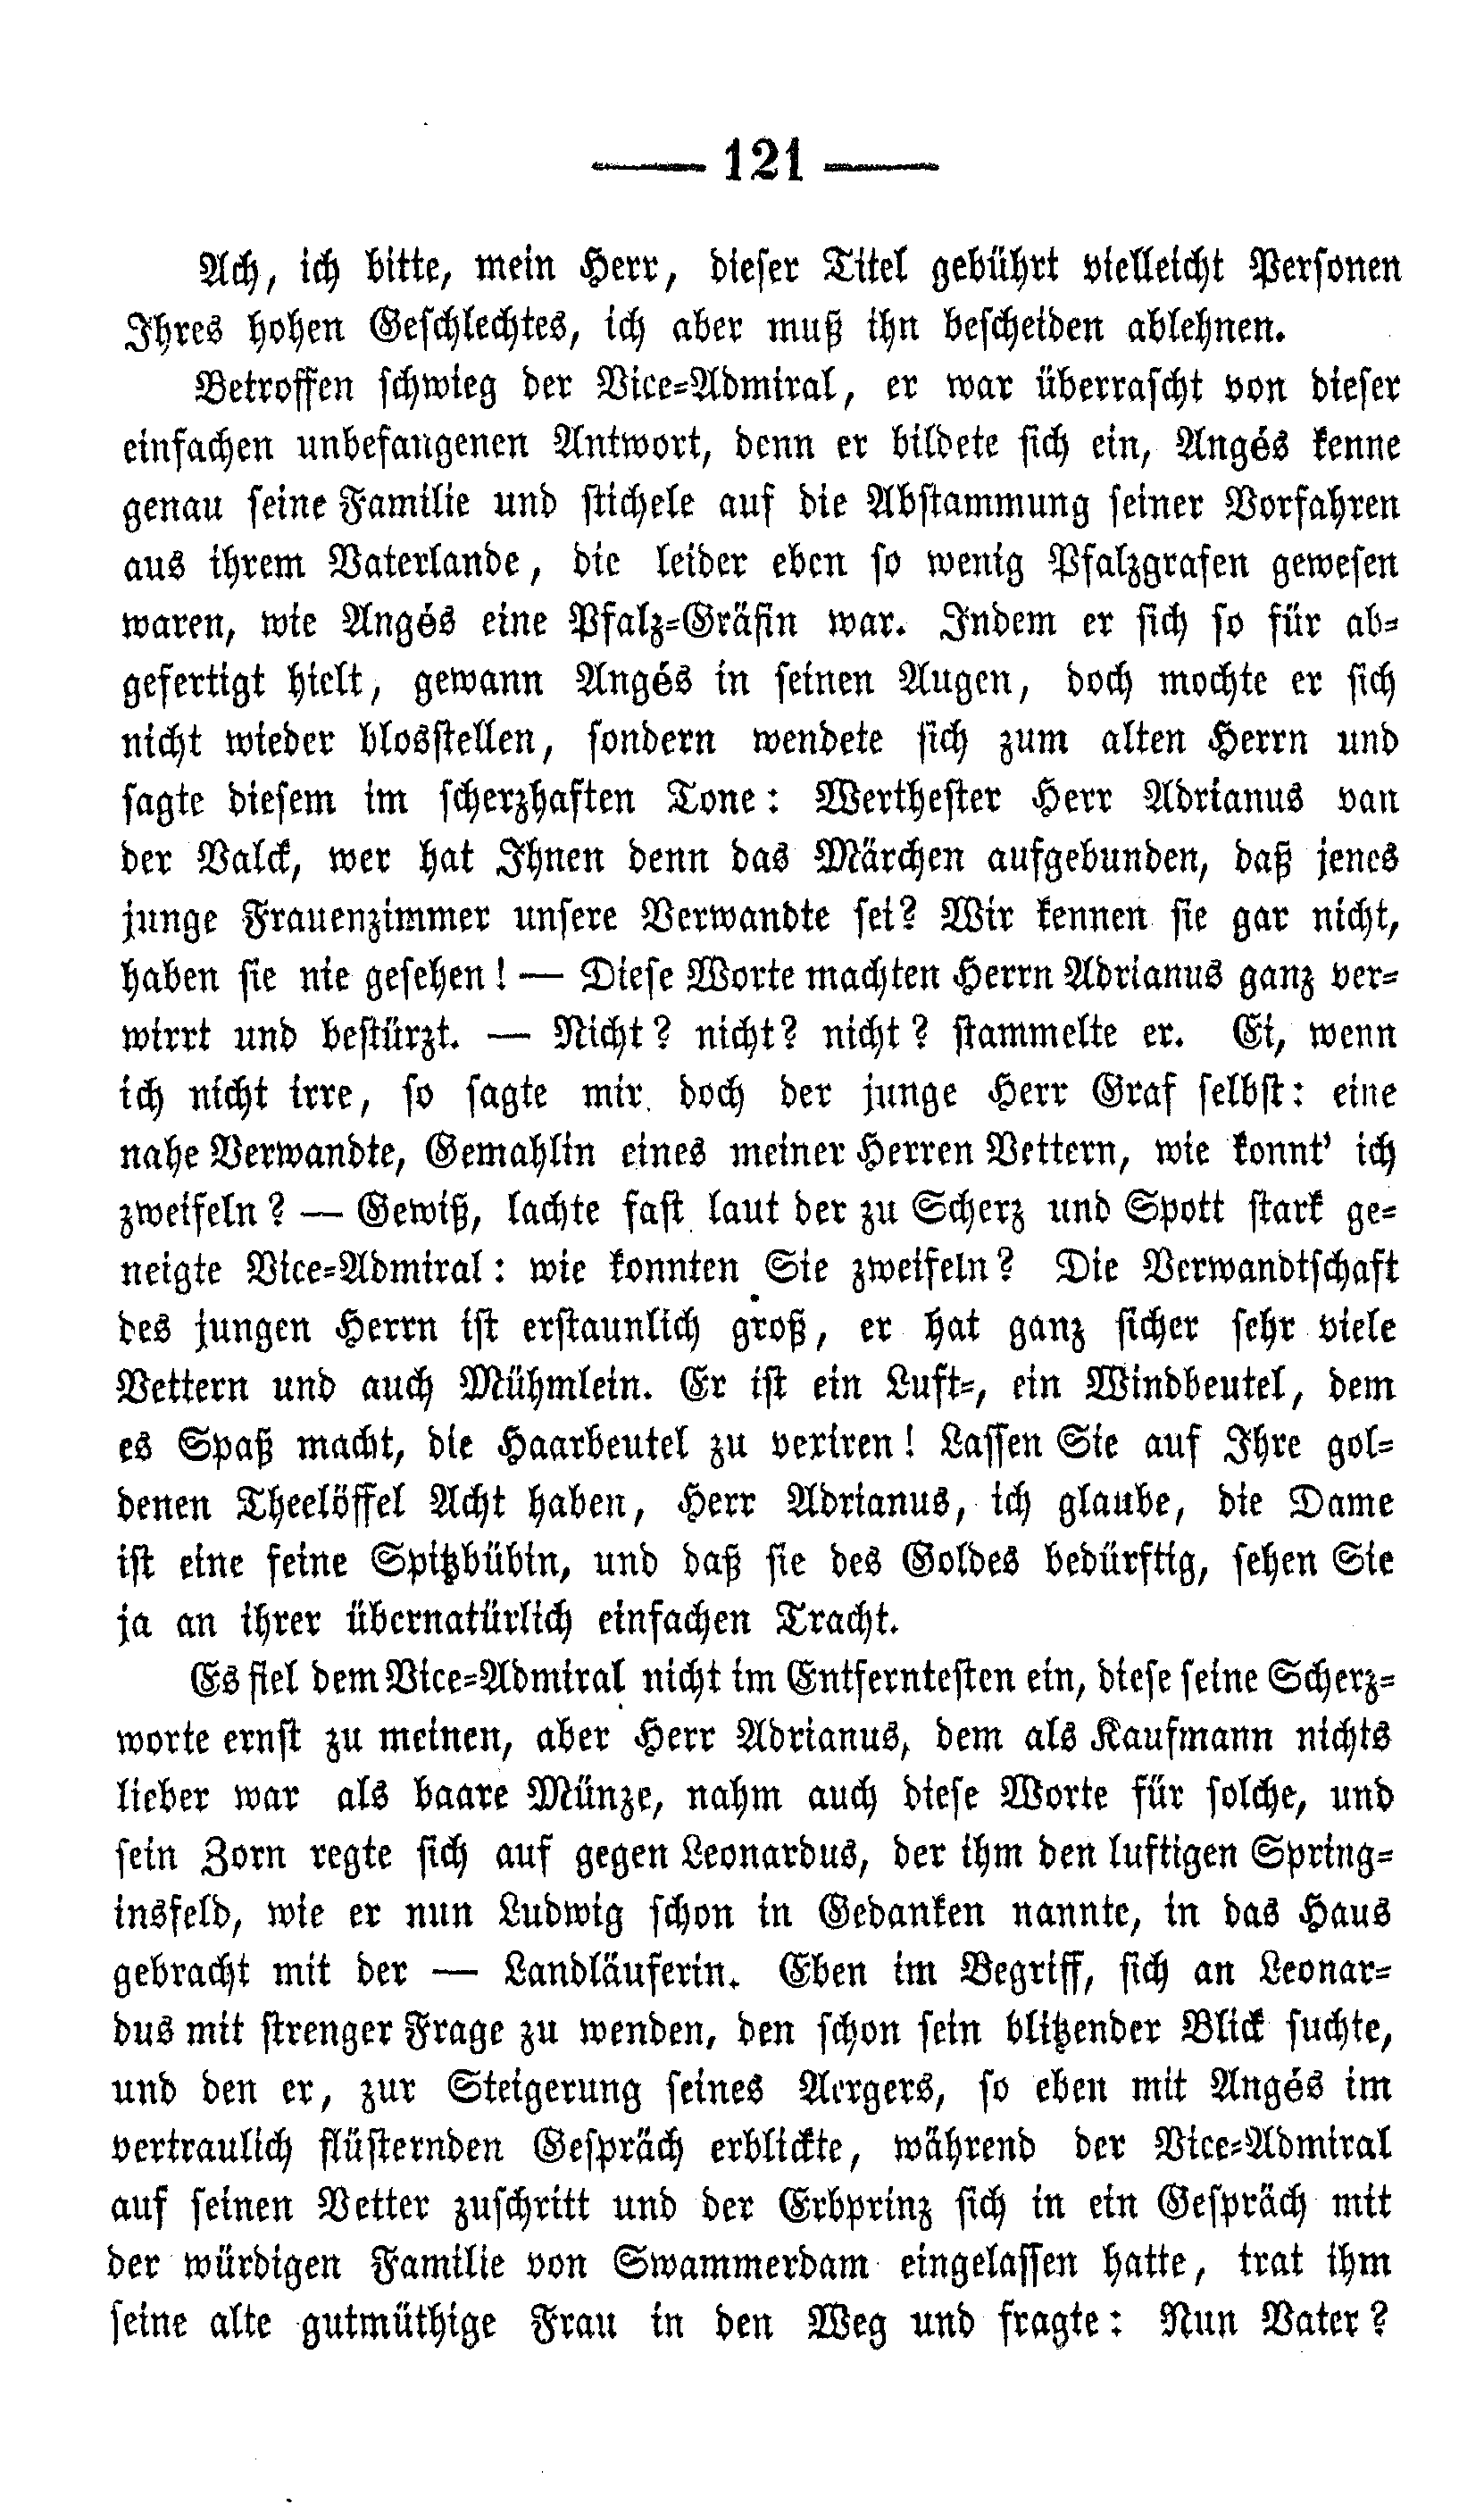 — 121 —
Ach, ich bitte, mein Herr, dieser Titel gebührt vielleicht Personen
Ihres hohen Geschlechtes, ich aber muß ihn bescheiden ablehnen.
Betroffen schwieg der Vice-Admiral, er war überrascht von dieser
einfachen unbefangenen Antwort, denn er bildete sich ein, Angés kenne
genau seine Familie und stichele auf die Abstammung seiner Vorfahren
aus ihrem Vaterlande, die leider eben so wenig Pfalzgrafen gewesen
waren, wie Angés eine Pfalz-Gräfin war. Indem er sich so für ab-
gefertigt hielt, gewann Angés in seinen Augen, doch mochte er sich
nicht wieder blosstellen, sondern wendete sich zum alten Herrn und
sagte diesem im scherzhaften Tone: Werthester Herr Adrianus van
der Valck, wer hat Ihnen denn das Märchen aufgebunden, daß jenes
junge Frauenzimmer unsere Verwandte sei? Wir kennen sie gar nicht,
haben sie nie gesehen! — Diese Worte machten Herrn Adrianus ganz ver-
wirrt und bestürzt. — Nicht? nicht? nicht? stammelte er. Ei, wenn
ich nicht irre, so sagte mir doch der junge Herr Graf selbst: eine
nahe Verwandte, Gemahlin eines meiner Herren Vettern, wie konnt' ich
zweifeln? — Gewiß, lachte fast laut der zu Scherz und Spott stark ge-
neigte Vice-Admiral: wie konnten Sie zweifeln? Die Verwandtschaft
des jungen Herrn ist erstaunlich groß, er hat ganz sicher sehr viele
Vettern und auch Mühmlein. Er ist ein Luft-, ein Windbeutel, dem
es Spaß macht, die Haarbeutel zu vexiren! Lassen Sie auf Ihre gol-
denen Theelöffel Acht haben, Herr Adrianus, ich glaube, die Dame
ist eine feine Spitzbübin, und daß sie des Goldes bedürftig, sehen Sie
ja an ihrer übernatürlich einfachen Tracht.
Es fiel dem Vice-Admiral nicht im Entferntesten ein, diese seine Scherz-
worte ernst zu meinen, aber Herr Adrianus, dem als Kaufmann nichts
lieber war als baare Münze, nahm auch diese Worte für solche, und
sein Zorn regte sich auf gegen Leonardus, der ihm den luftigen Spring-
insfeld, wie er nun Ludwig schon in Gedanken nannte, in das Haus
gebracht mit der — Landläuferin. Eben im Begriff, sich an Leonar-
dus mit strenger Frage zu wenden, den schon sein blitzender Blick suchte,
und den er, zur Steigerung seines Aergers, so eben mit Angés im
vertraulich flüsternden Gespräch erblickte, während der Vice-Admiral
auf seinen Vetter zuschritt und der Erbprinz sich in ein Gespräch mit
der würdigen Familie von Swammerdam eingelassen hatte, trat ihm
seine alte gutmüthige Frau in den Weg und fragte: Nun Vater?